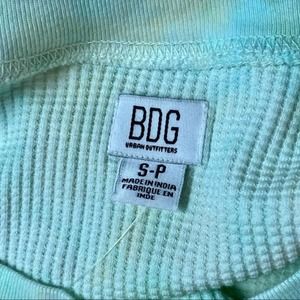 BDG
URBAN OUTFITTERS
S-P
MADE IN INDIA
FABRIQUE EN
INDE